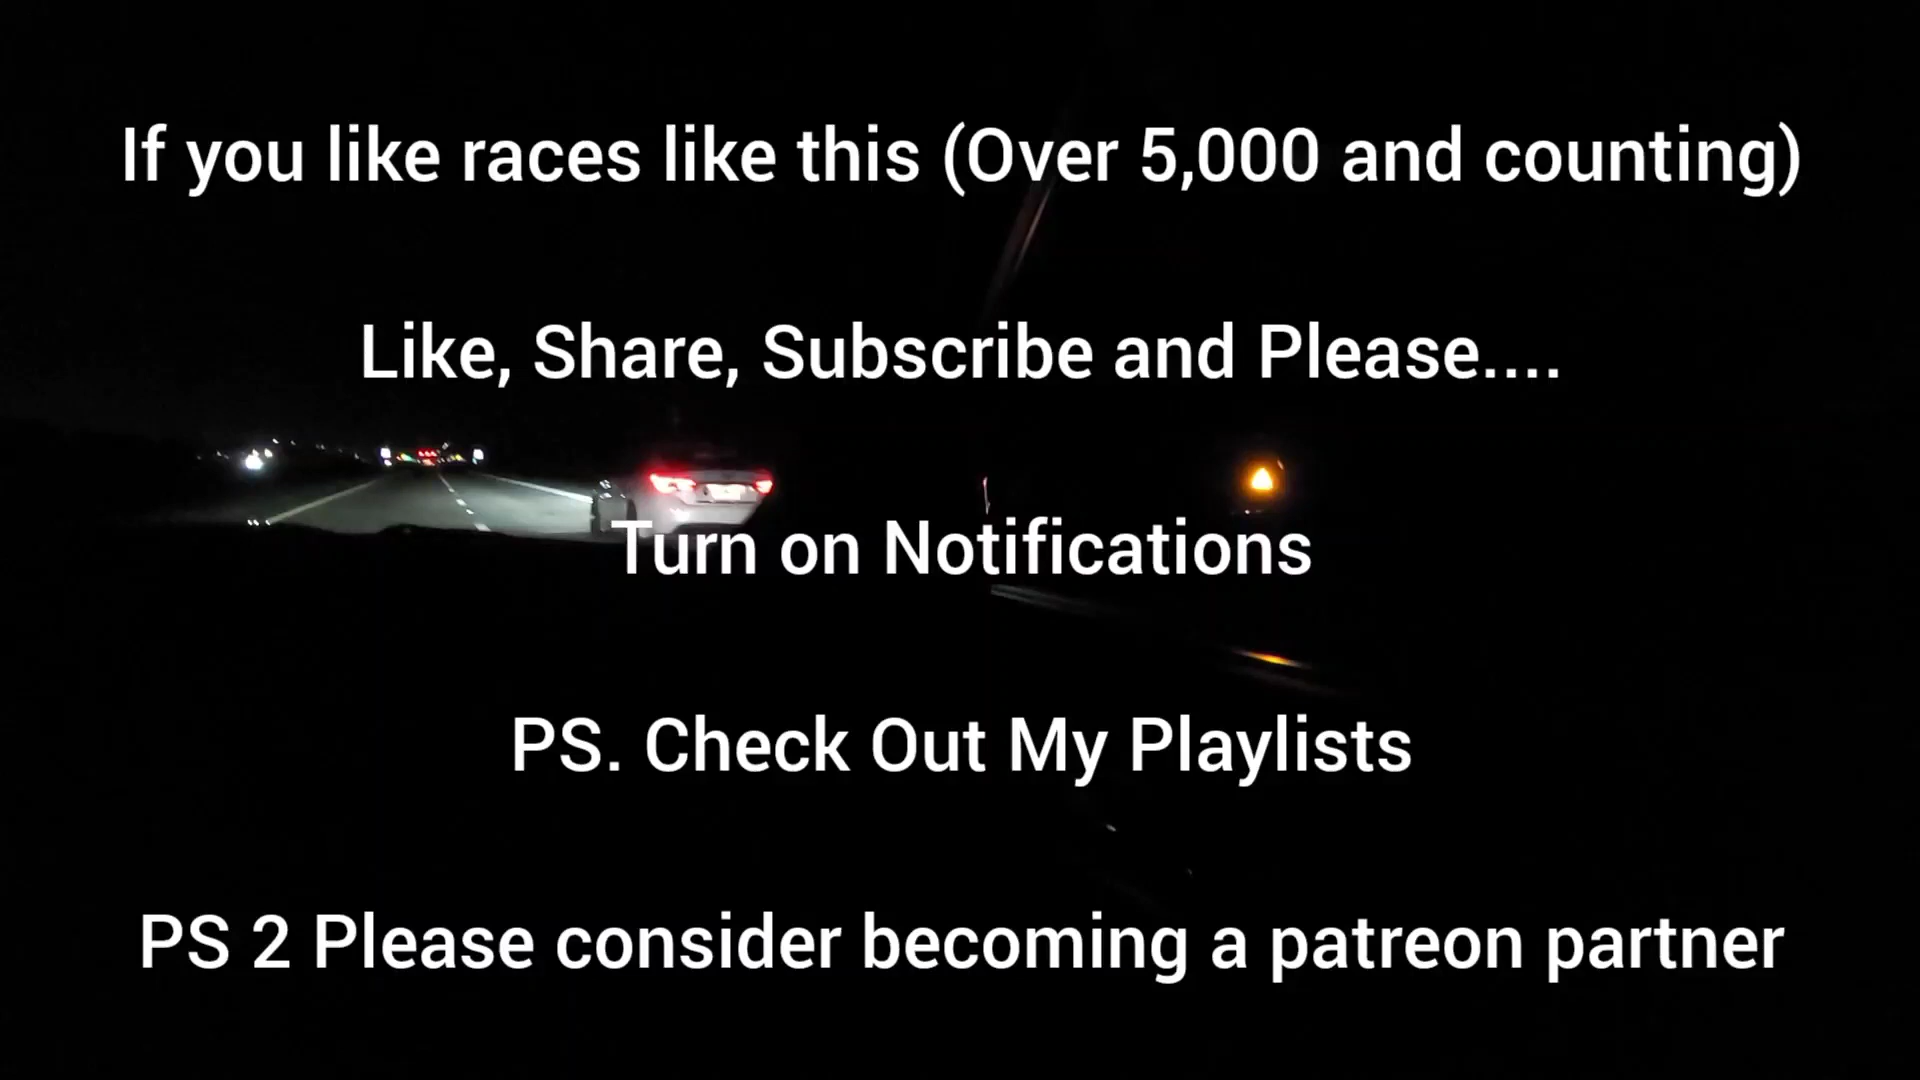 If you like races like this (Over 5,000 and counting)
Like, Share, Subscribe and Please....
Turn on Notifications
PS. Check Out My Playlists
PS 2 Please consider becoming a patreon partner